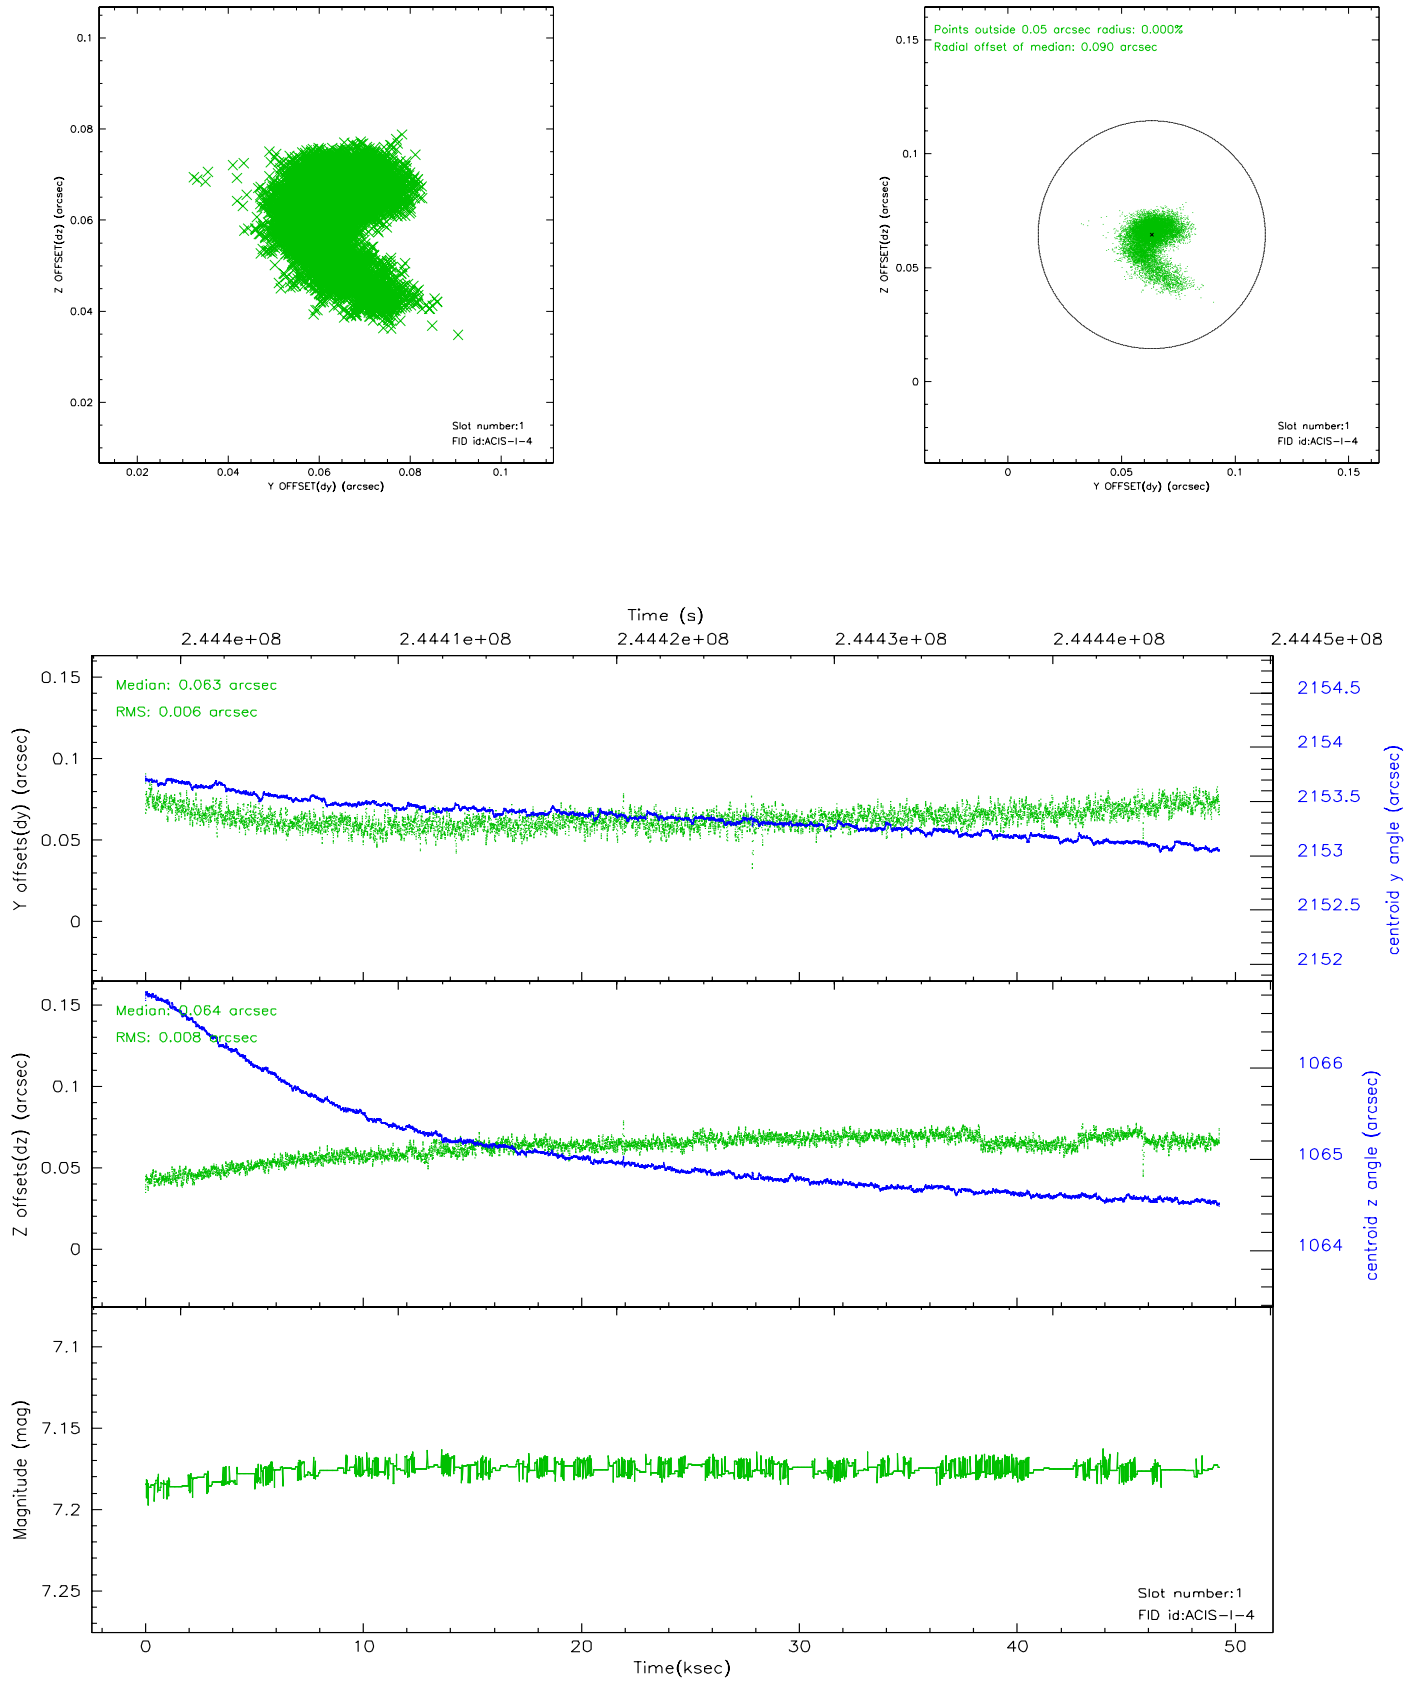 0.1
0.08
0.06
0.04
0.02
Z OFFSET(dz) (arcsec)
0.02 0.04 0.06 0.08 0.1
Y OFFSET(dy) (arcsec)
Slot number:1
FID id:ACIS-I-4
Points outside 0.05 arcsec radius: 0.000%
Radial offset of median: 0.090 arcsec
0.15
0.1
0.05
0
Z OFFSET(dz) (arcsec)
0 0.05 0.1 0.15
Y OFFSET(dy) (arcsec)
Slot number:1
FID id:ACIS-I-4
Time (s)
2.444e+08 2.4441e+08 2.4442e+08 2.4443e+08 2.4444e+08 2.4445e+08
Median: 0.063 arcsec
RMS: 0.006 arcsec
0.15
0.1
0.05
0
Y offsets(dy) (arcsec)
2154.5
2154
2153.5
2153
2152.5
2152
centroid y angle (arcsec)
Median: 0.064 arcsec
RMS: 0.008 arcsec
0.15
0.1
0.05
0
Z offsets(dz) (arcsec)
1066
1065
1064
centroid z angle (arcsec)
7.1
7.15
7.2
7.25
Magnitude (mag)
Slot number:1
FID id:ACIS-I-4
0 10 20 30 40 50
Time(ksec)